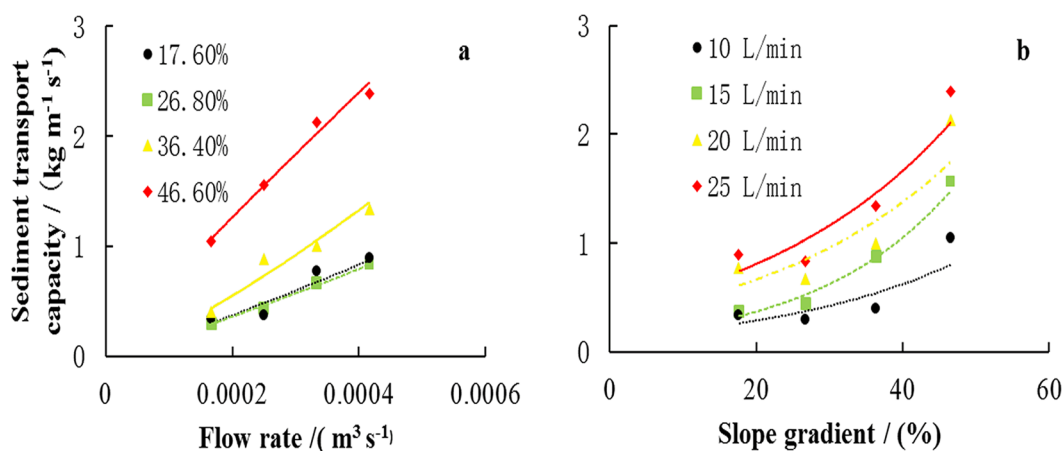 Sediment transport
capacity / (kg m⁻¹ s⁻¹)
3
2
1
0
0
0.0002
0.0004
0.0006
Flow rate /( m³ s⁻¹)
17.60%
26.80%
36.40%
46.60%
a
3
2
1
0
0
20
40
60
Slope gradient / (%)
10 L/min
15 L/min
20 L/min
25 L/min
b